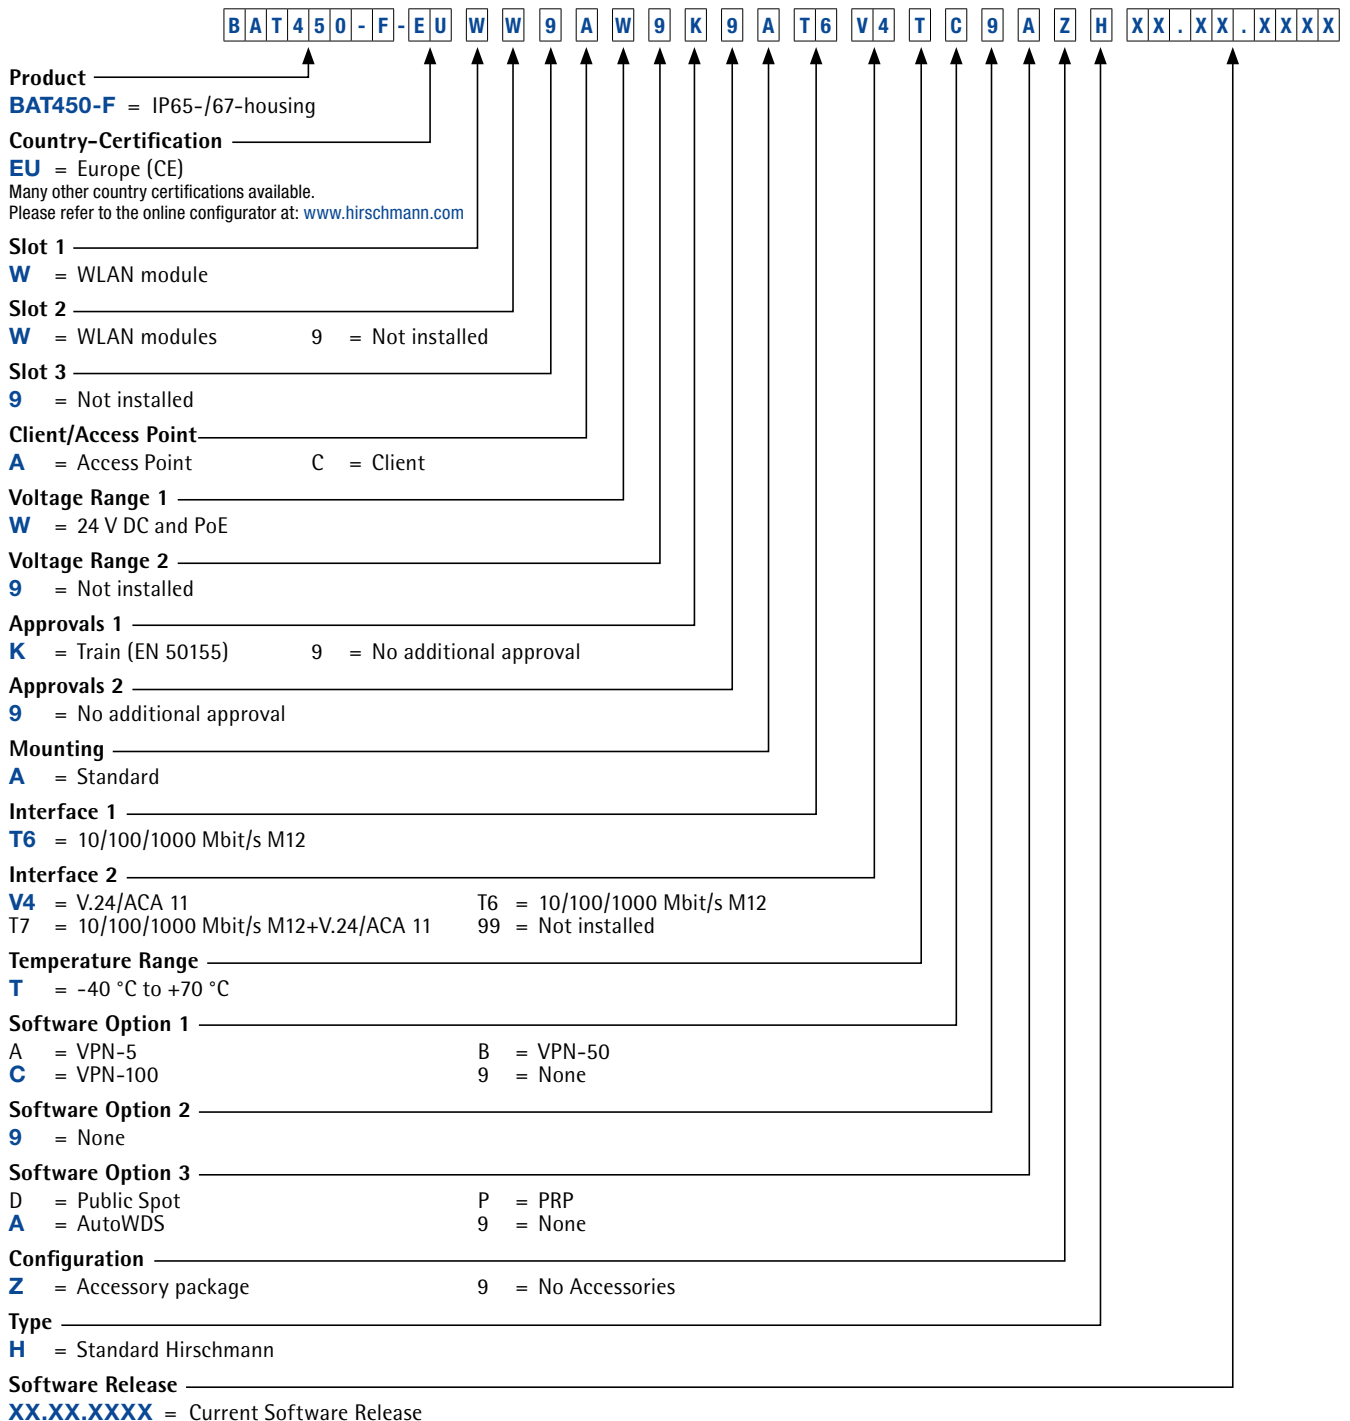 BAT450-F-EU W W 9 A W 9 K 9 A T6 V4 T C 9 A Z H XX.XX.XXXX
Product
BAT450-F = IP65-/67-housing
Country-Certification
EU = Europe (CE)
Many other country certifications available.
Please refer to the online configurator at: www.hirschmann.com
Slot 1
W = WLAN module
Slot 2
W = WLAN modules 9 = Not installed
Slot 3
9 = Not installed
Client/Access Point
A = Access Point C = Client
Voltage Range 1
W = 24 V DC and PoE
Voltage Range 2
9 = Not installed
Approvals 1
K = Train (EN 50155) 9 = No additional approval
Approvals 2
9 = No additional approval
Mounting
A = Standard
Interface 1
T6 = 10/100/1000 Mbit/s M12
Interface 2
V4 = V.24/ACA 11 T6 = 10/100/1000 Mbit/s M12
T7 = 10/100/1000 Mbit/s M12+V.24/ACA 11 99 = Not installed
Temperature Range
T = -40 °C to +70 °C
Software Option 1
A = VPN-5 B = VPN-50
C = VPN-100 9 = None
Software Option 2
9 = None
Software Option 3
D = Public Spot P = PRP
A = AutoWDS 9 = None
Configuration
Z = Accessory package 9 = No Accessories
Type
H = Standard Hirschmann
Software Release
XX.XX.XXXX = Current Software Release